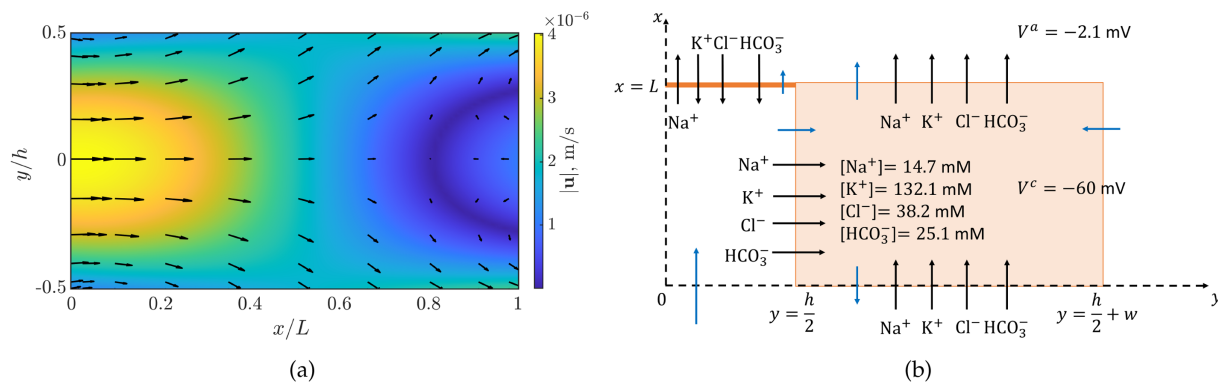 ×10⁻⁶
0.5
4
3
y/h
0
2
|u|, m/s
1
-0.5
0 0.2 0.4 0.6 0.8 1
x/L
(a)
x
Vᵃ = −2.1 mV
K⁺Cl⁻HCO₃⁻
x = L
Na⁺
Na⁺ K⁺ Cl⁻ HCO₃⁻
Na⁺
[Na⁺]= 14.7 mM
K⁺
[K⁺]= 132.1 mM
Vᶜ = −60 mV
Cl⁻
[Cl⁻]= 38.2 mM
HCO₃⁻
[HCO₃⁻]= 25.1 mM
0
y = h/2
Na⁺ K⁺ Cl⁻ HCO₃⁻
y = h/2 + w
y
(b)